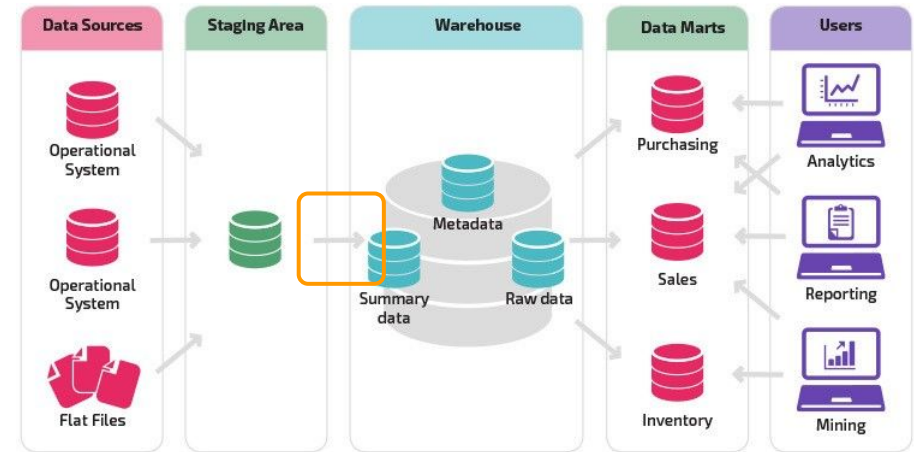 Data Sources
Staging Area
Warehouse
Data Marts
Users
Operational
System
Operational
System
Flat Files
Metadata
Summary
data
Raw data
Purchasing
Sales
Inventory
Analytics
Reporting
Mining